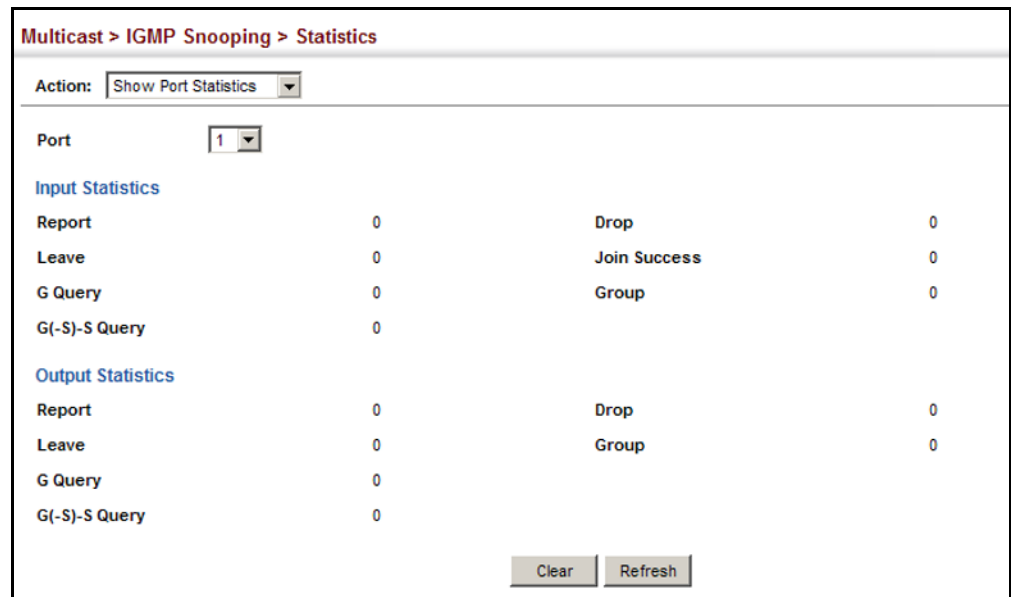 Multicast > IGMP Snooping > Statistics
Action: Show Port Statistics
Port 1
Input Statistics
Report 0 Drop 0
Leave 0 Join Success 0
G Query 0 Group 0
G(-S)-S Query 0
Output Statistics
Report 0 Drop 0
Leave 0 Group 0
G Query 0
G(-S)-S Query 0
Clear Refresh